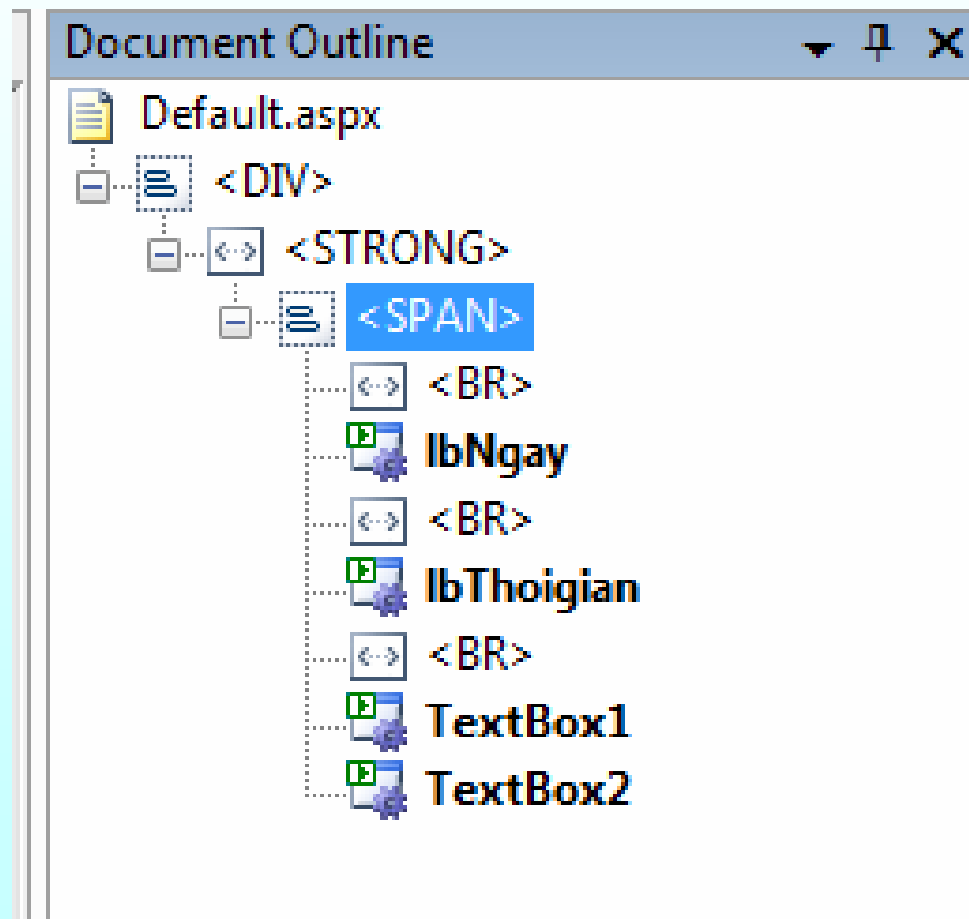 Document Outline
Default.aspx
<DIV>
<STRONG>
<SPAN>
<BR>
lbNgay
<BR>
lbThoigian
<BR>
TextBox1
TextBox2